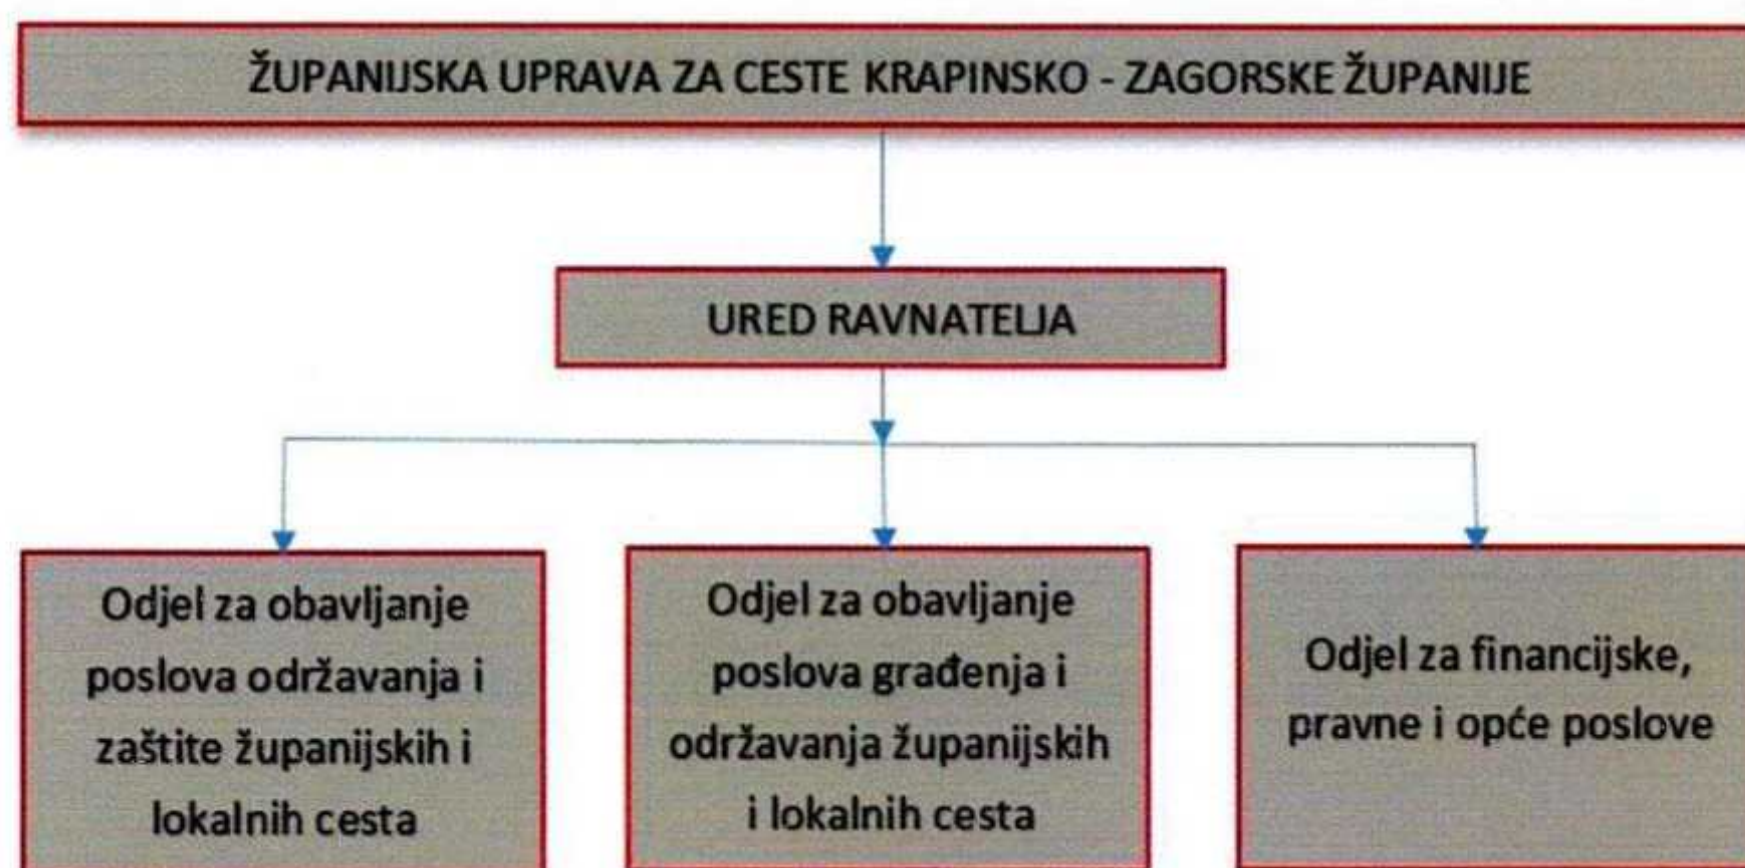 ŽUPANIJSKA UPRAVA ZA CESTE KRAPINSKO - ZAGORSKE ŽUPANIJE
URED RAVNATELJA
Odjel za obavljanje
poslova održavanja i
zaštite županijskih i
lokalnih cesta
Odjel za obavljanje
poslova građenja i
održavanja županijskih
i lokalnih cesta
Odjel za financijske,
pravne i opće poslove